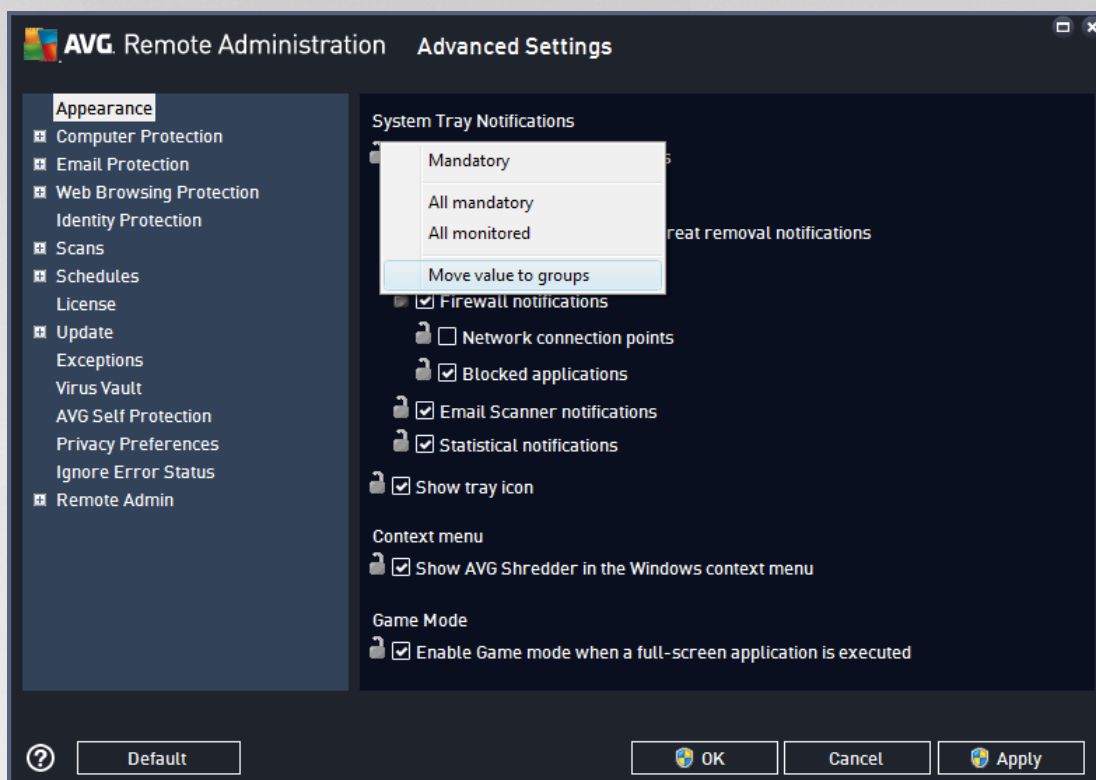 AVG. Remote Administration Advanced Settings
Appearance
Computer Protection
Email Protection
Web Browsing Protection
Identity Protection
Scans
Schedules
License
Update
Exceptions
Virus Vault
AVG Self Protection
Privacy Preferences
Ignore Error Status
Remote Admin
System Tray Notifications
Mandatory
All mandatory
All monitored
removal notifications
Move value to groups
Firewall notifications
Network connection points
Blocked applications
Email Scanner notifications
Statistical notifications
Show tray icon
Context menu
Show AVG Shredder in the Windows context menu
Game Mode
Enable Game mode when a full-screen application is executed
Default
OK
Cancel
Apply